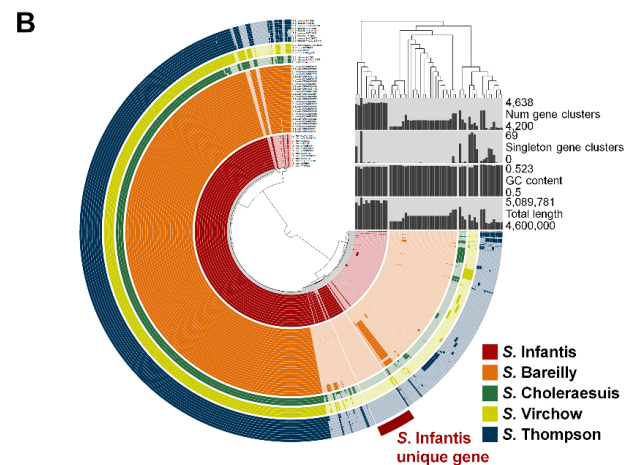 B
4,638
Num gene clusters
4,200
69
Singleton gene clusters
0
0.523
GC content
0.5
5,089,781
Total length
4,600,000
S. Infantis
S. Bareilly
S. Choleraesuis
S. Virchow
S. Thompson
S. Infantis
unique gene